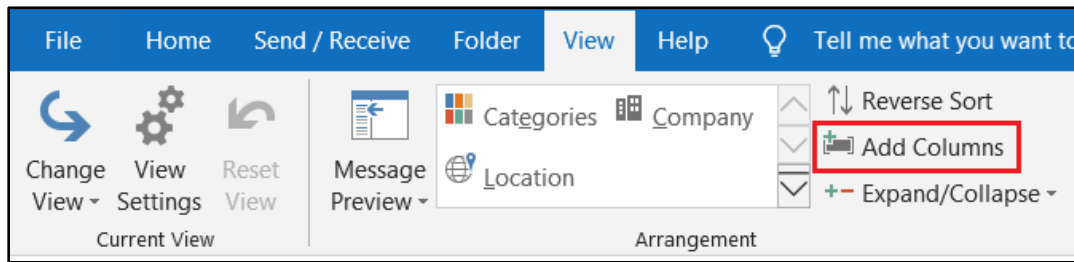 File Home Send / Receive Folder View Help Tell me what you want to
Change View
View Settings
Reset View
Message Preview
Categories Company
Location
Reverse Sort
Add Columns
Expand/Collapse
Current View Arrangement